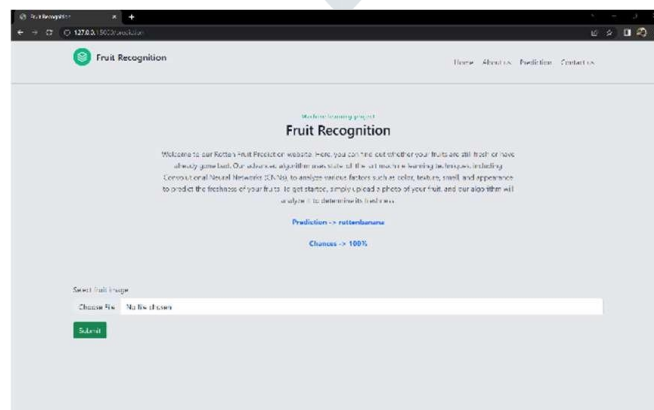 Fruit Recognition
127.0.0.1:5000/prediction
Fruit Recognition
Home About us Prediction Contact us
Machine learning project
Fruit Recognition
Welcome to our Rotten Fruit Prediction website. Here, you can find out whether your fruits are still fresh or have
already gone bad. Our advanced algorithm uses state-of-the-art machine learning techniques, including
Convolutional Neural Networks (CNNs), to analyze various factors such as color, texture, smell, and appearance
to predict the freshness of your fruits. To get started, simply upload a photo of your fruit, and our algorithm will
analyze it to determine its freshness.
Prediction -> rottenbanana
Chances -> 100%
Select fruit image
Choose File No file chosen
Submit